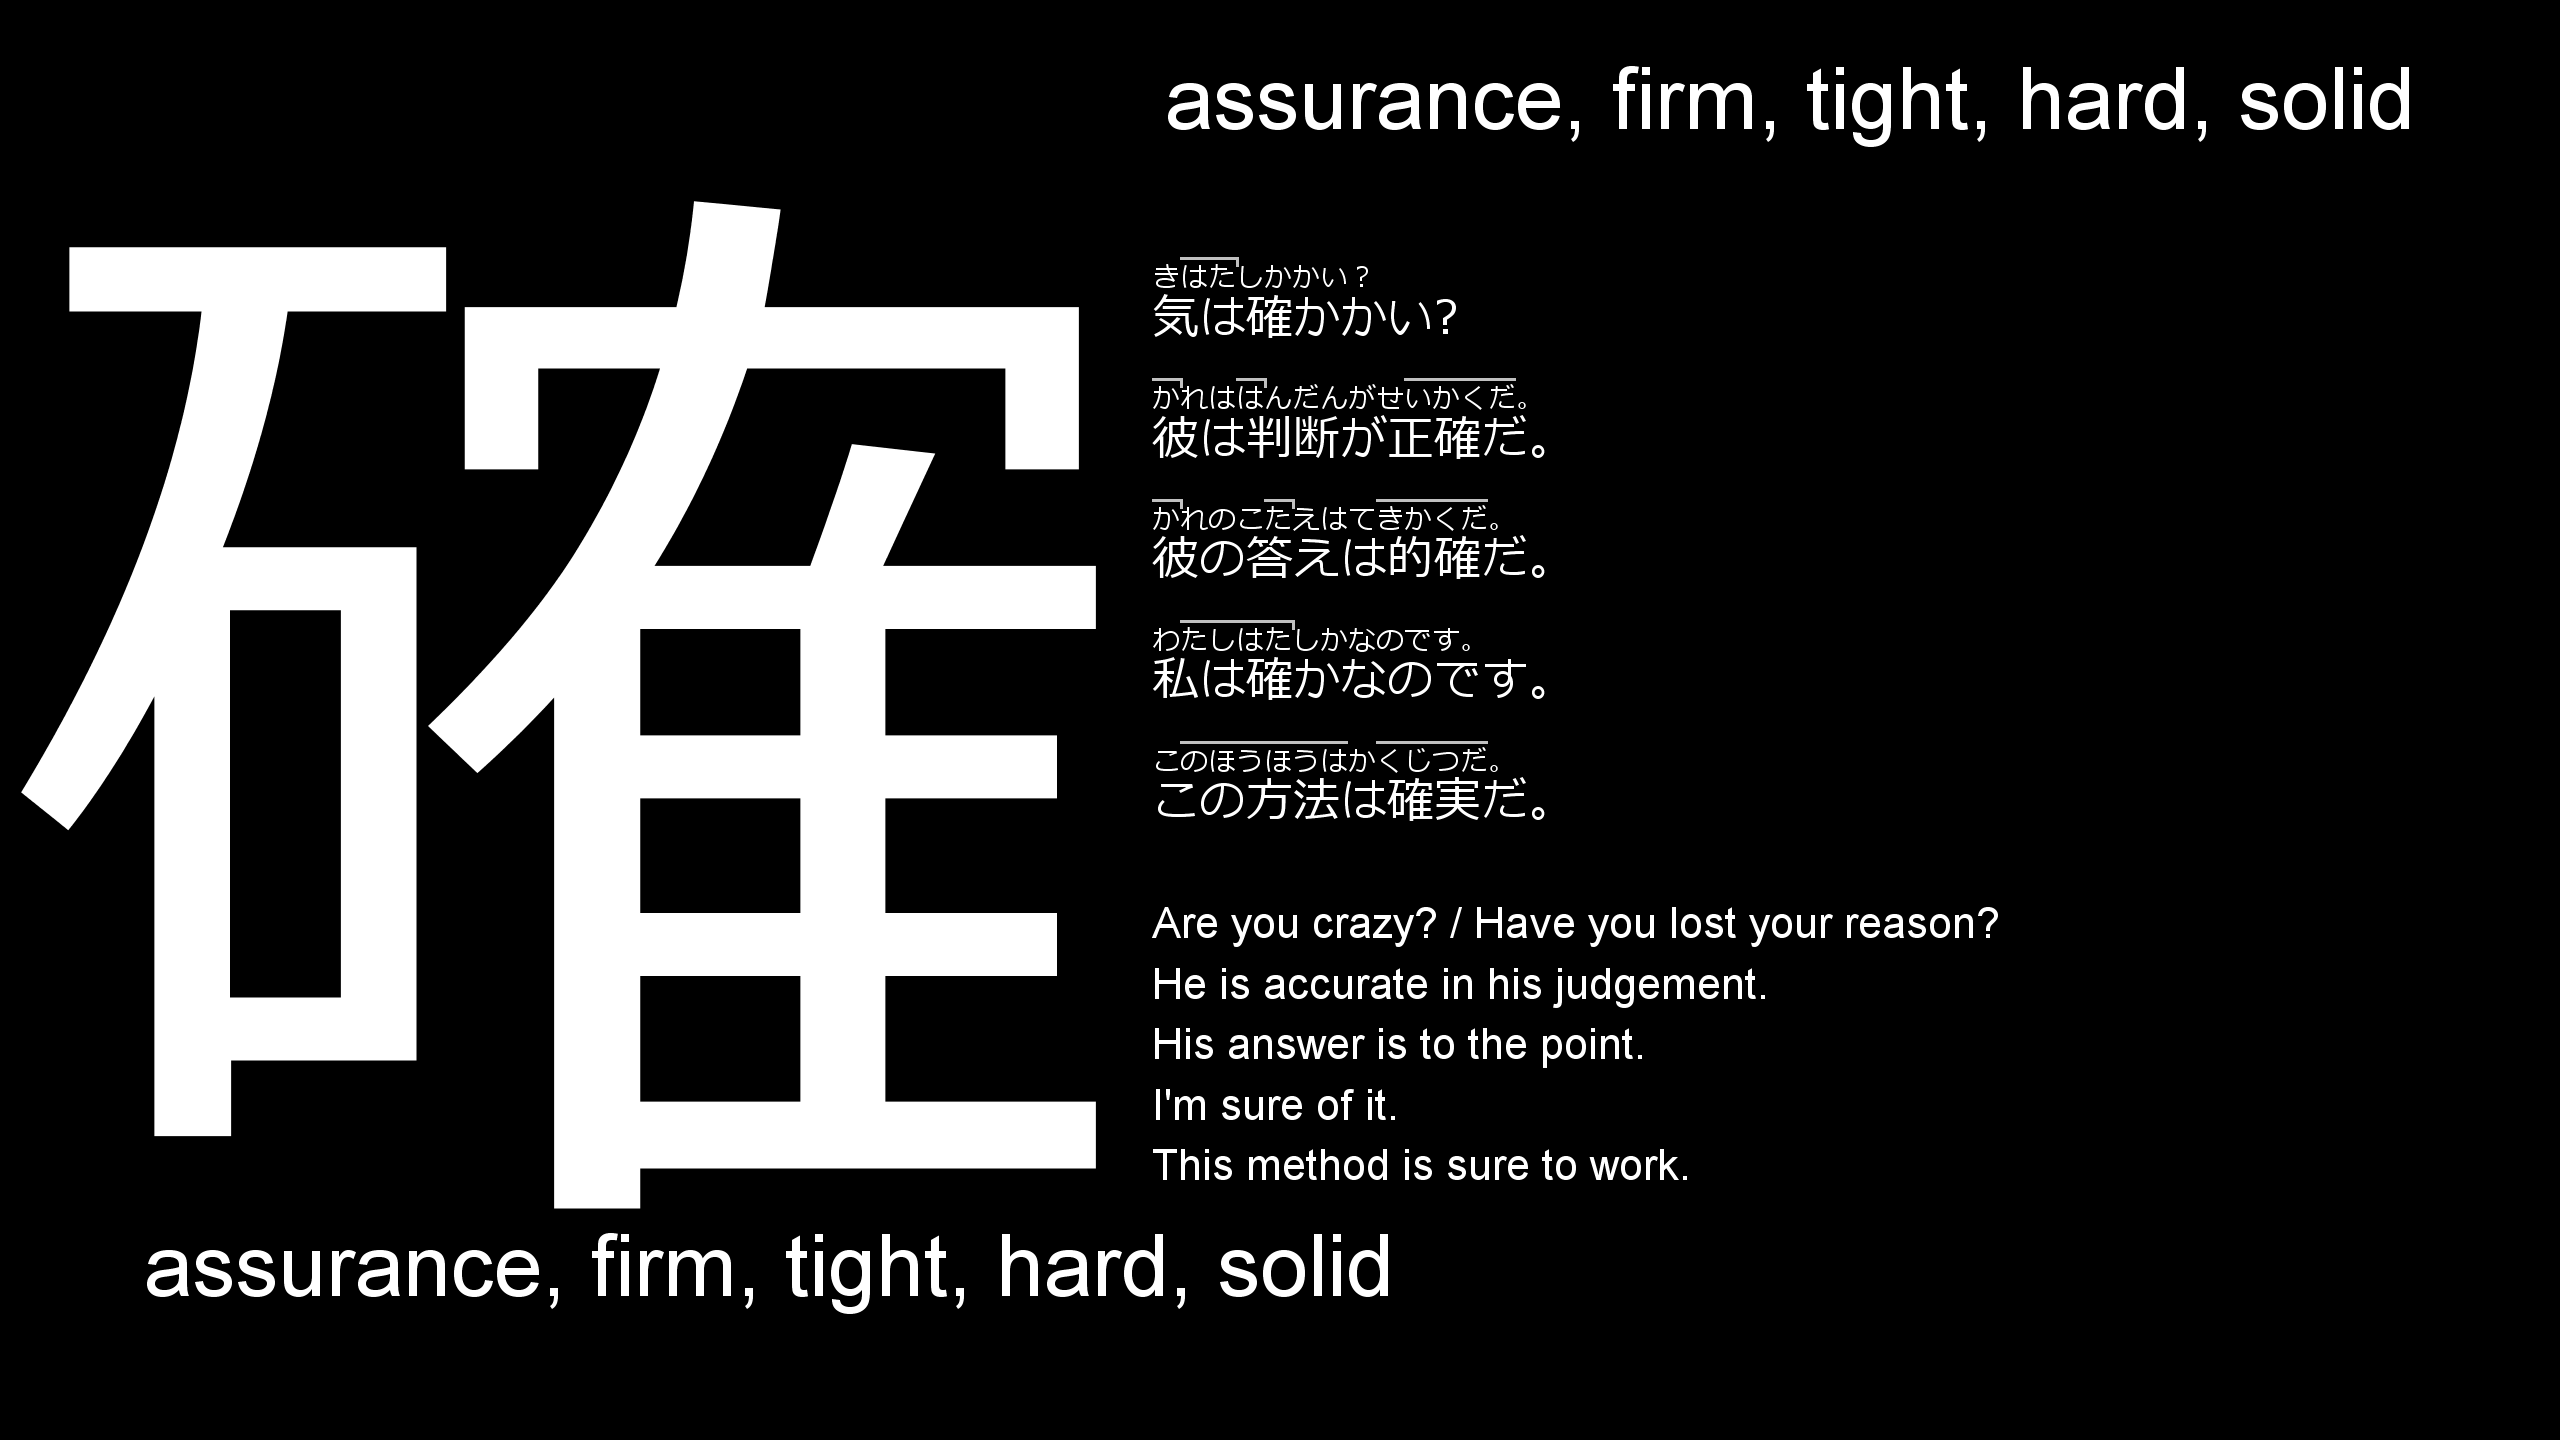 assurance, firm, tight, hard, solid
確
きはたしかかい？
気は確かかい?
かれははんだんがせいかくだ。
彼は判断が正確だ。
かれのこたえはてきかくだ。
彼の答えは的確だ。
わたしはたしかなのです。
私は確かなのです。
このほうほうはかくじつだ。
この方法は確実だ。
Are you crazy? / Have you lost your reason?
He is accurate in his judgement.
His answer is to the point.
I'm sure of it.
This method is sure to work.
assurance, firm, tight, hard, solid